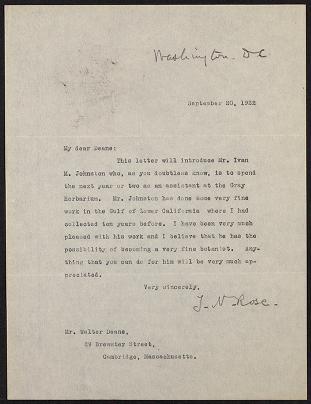 Washington. D C
September 20, 1922
My dear Deane:
This letter will introduce Mr. Ivan
M. Johnston who, as you doubtless know, is to spend
the next year or two as an assistant at the Gray
Herbarium. Mr. Johnston has done some very fine
work in the Gulf of Lower California where I had
collected ten years before. I have been very much
pleased with his work and I believe that he has the
possibility of becoming a very fine botanist. Any-
thing that you can do for him will be very much ap-
preciated.
Very sincerely,
J. N. Rose.
Mr. Walter Deane,
29 Brewster Street,
Cambridge, Massachusetts.